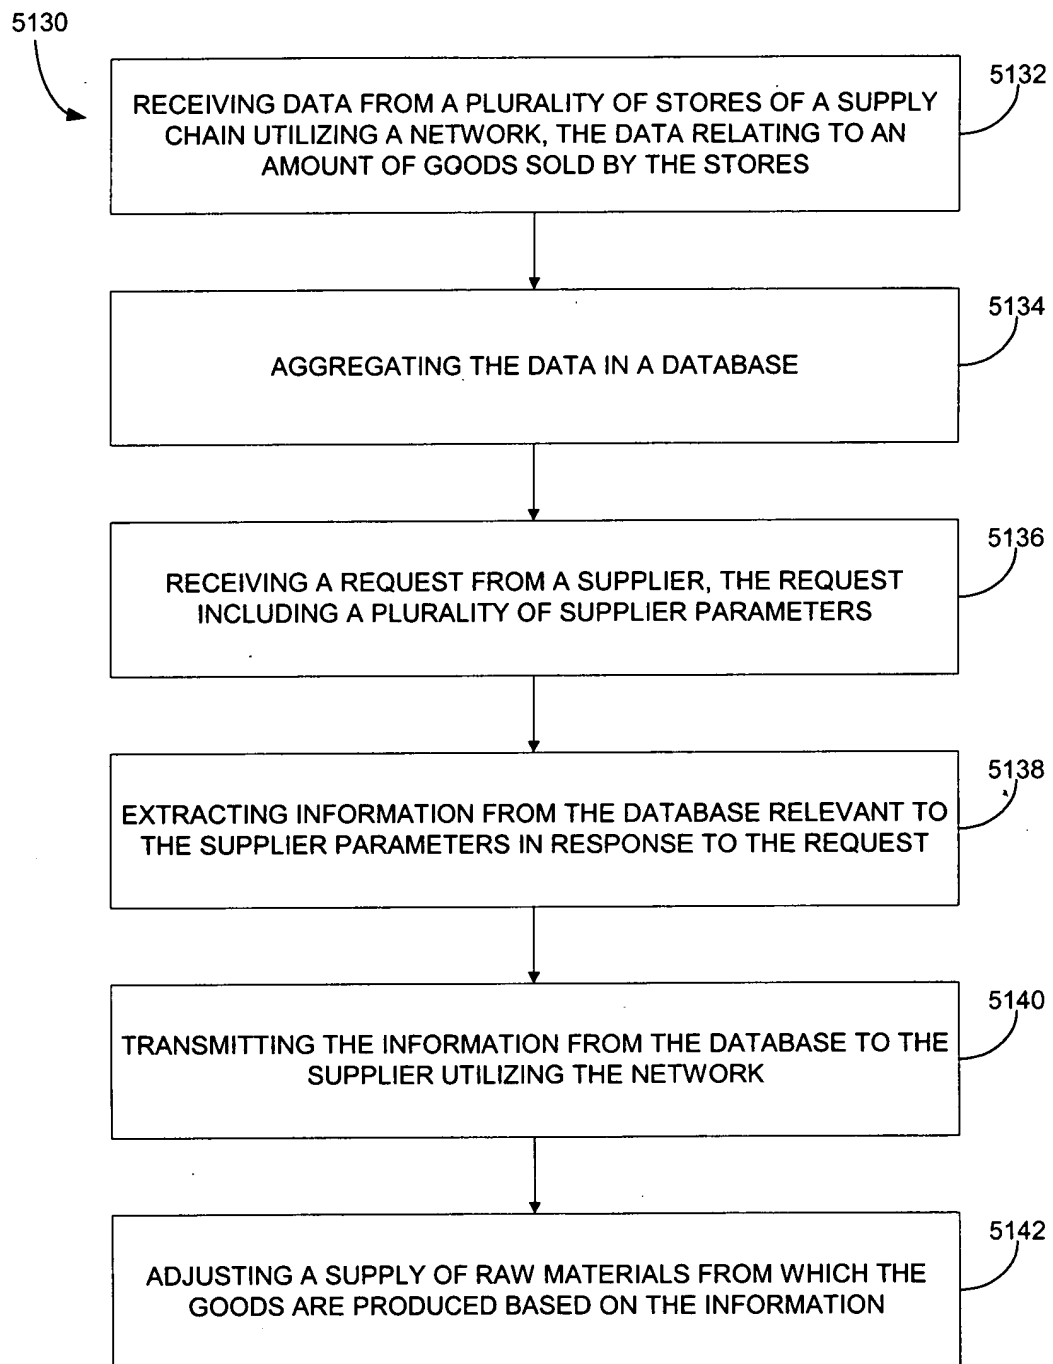 5130
5132
RECEIVING DATA FROM A PLURALITY OF STORES OF A SUPPLY
CHAIN UTILIZING A NETWORK, THE DATA RELATING TO AN
AMOUNT OF GOODS SOLD BY THE STORES
5134
AGGREGATING THE DATA IN A DATABASE
5136
RECEIVING A REQUEST FROM A SUPPLIER, THE REQUEST
INCLUDING A PLURALITY OF SUPPLIER PARAMETERS
5138
EXTRACTING INFORMATION FROM THE DATABASE RELEVANT TO
THE SUPPLIER PARAMETERS IN RESPONSE TO THE REQUEST
5140
TRANSMITTING THE INFORMATION FROM THE DATABASE TO THE
SUPPLIER UTILIZING THE NETWORK
5142
ADJUSTING A SUPPLY OF RAW MATERIALS FROM WHICH THE
GOODS ARE PRODUCED BASED ON THE INFORMATION